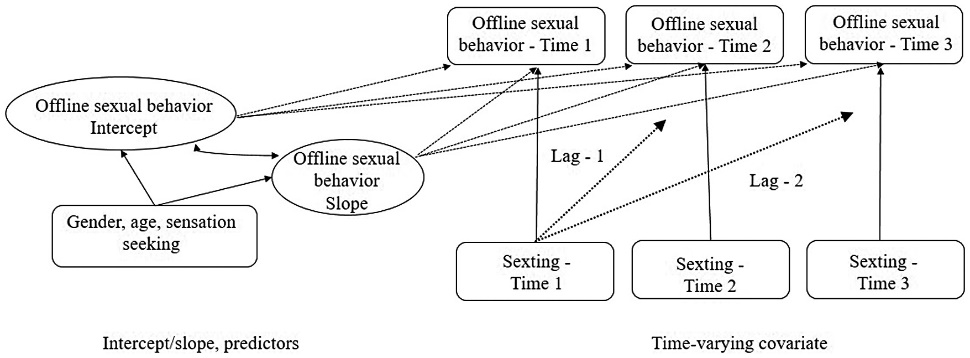 Offline sexual
behavior - Time 1
Offline sexual
behavior - Time 2
Offline sexual
behavior - Time 3
Offline sexual behavior
Intercept
Offline sexual
behavior
Slope
Lag - 1
Lag - 2
Gender, age, sensation
seeking
Sexting -
Time 1
Sexting -
Time 2
Sexting -
Time 3
Intercept/slope, predictors
Time-varying covariate